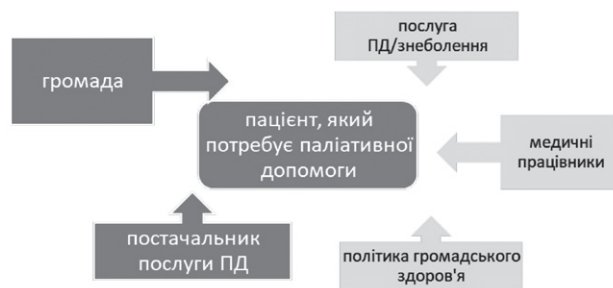 послуга
ПД/знеболення
громада
пацієнт, який
потребує паліативної
допомоги
медичні
працівники
постачальник
послуги ПД
політика громадського
здоров'я